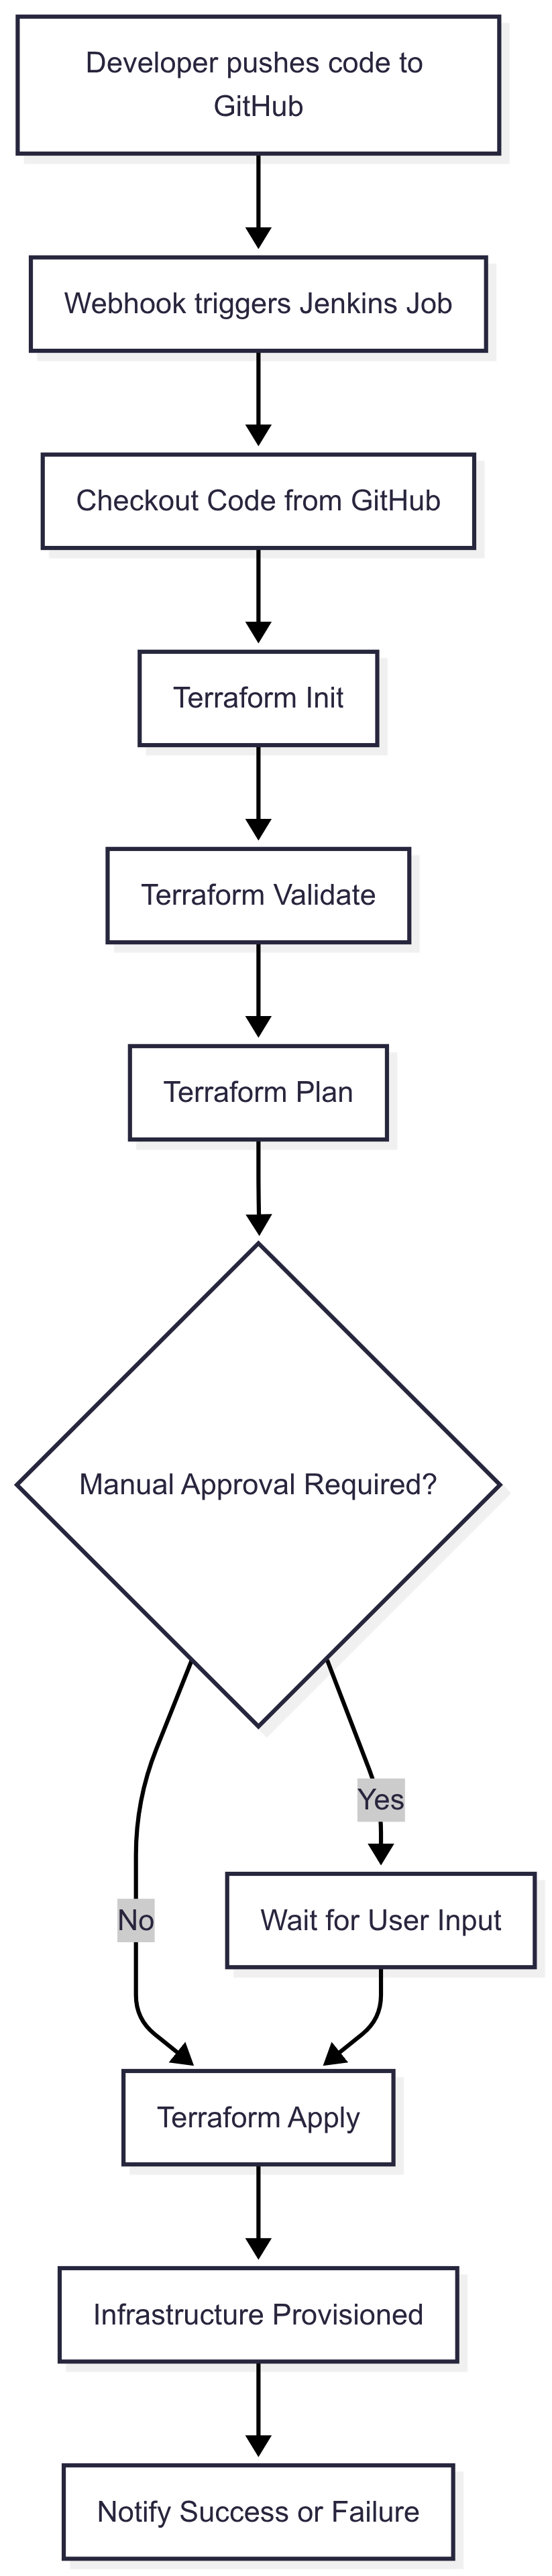 Developer pushes code to
GitHub
Webhook triggers Jenkins Job
Checkout Code from GitHub
Terraform Init
Terraform Validate
Terraform Plan
Manual Approval Required?
Yes
No
Wait for User Input
Terraform Apply
Infrastructure Provisioned
Notify Success or Failure